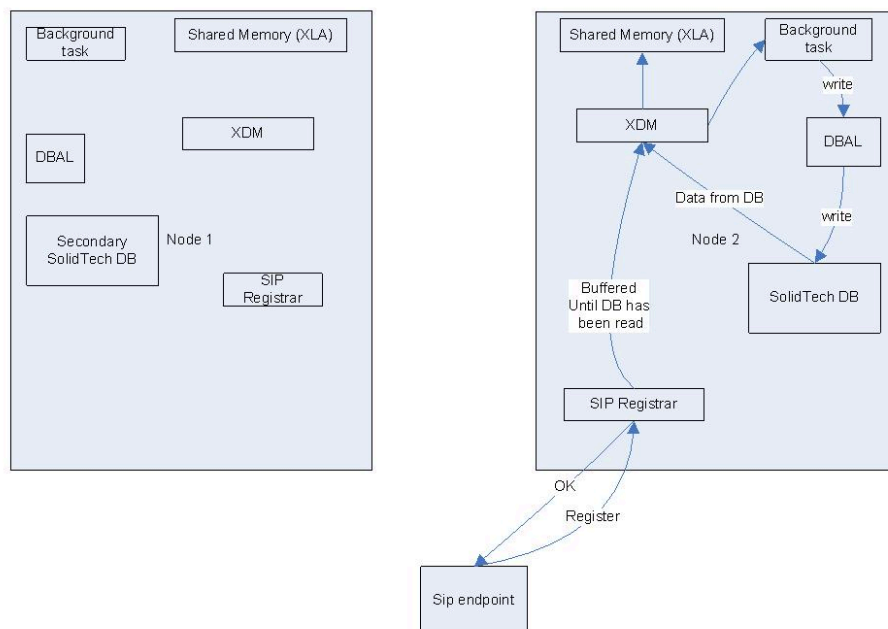 Background
task
Shared Memory (XLA)
XDM
DBAL
Secondary
SolidTech DB
Node 1
SIP
Registrar
Shared Memory (XLA)
Background
task
write
XDM
DBAL
Data from DB
write
Node 2
Buffered
Until DB has
been read
SolidTech DB
SIP Registrar
OK
Register
Sip endpoint